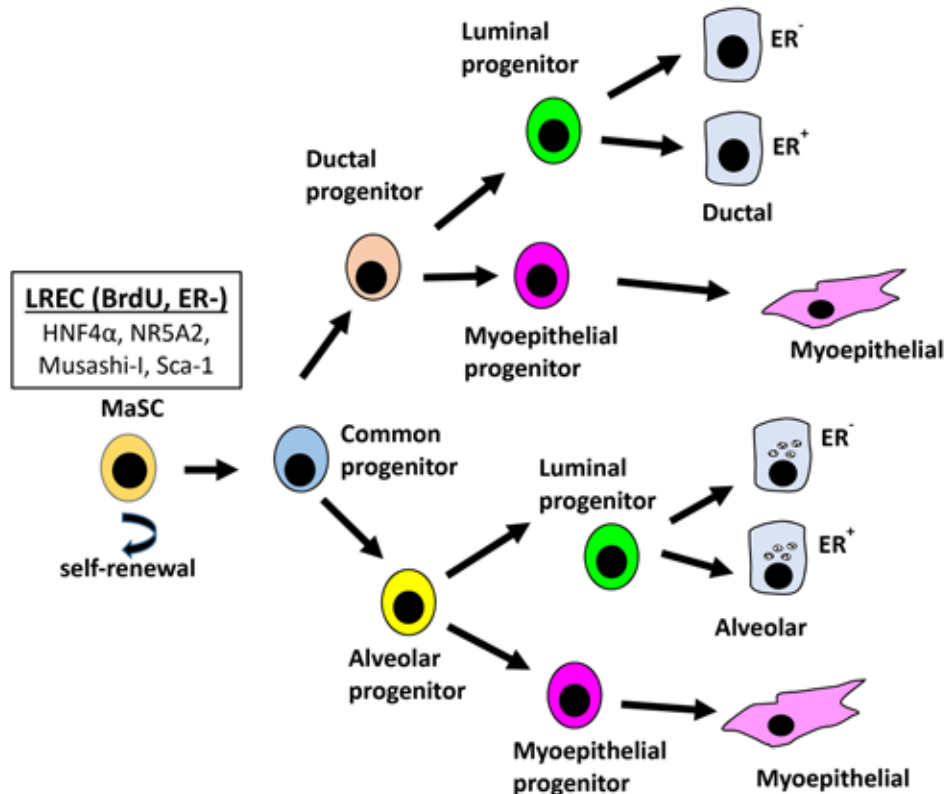 Luminal
progenitor
ER⁻
ER⁺
Ductal
Ductal
progenitor
Myoepithelial
progenitor
Myoepithelial
LREC (BrdU, ER-)
HNF4α, NR5A2,
Musashi-I, Sca-1
MaSC
self-renewal
Common
progenitor
Luminal
progenitor
ER⁻
ER⁺
Alveolar
Alveolar
progenitor
Myoepithelial
progenitor
Myoepithelial